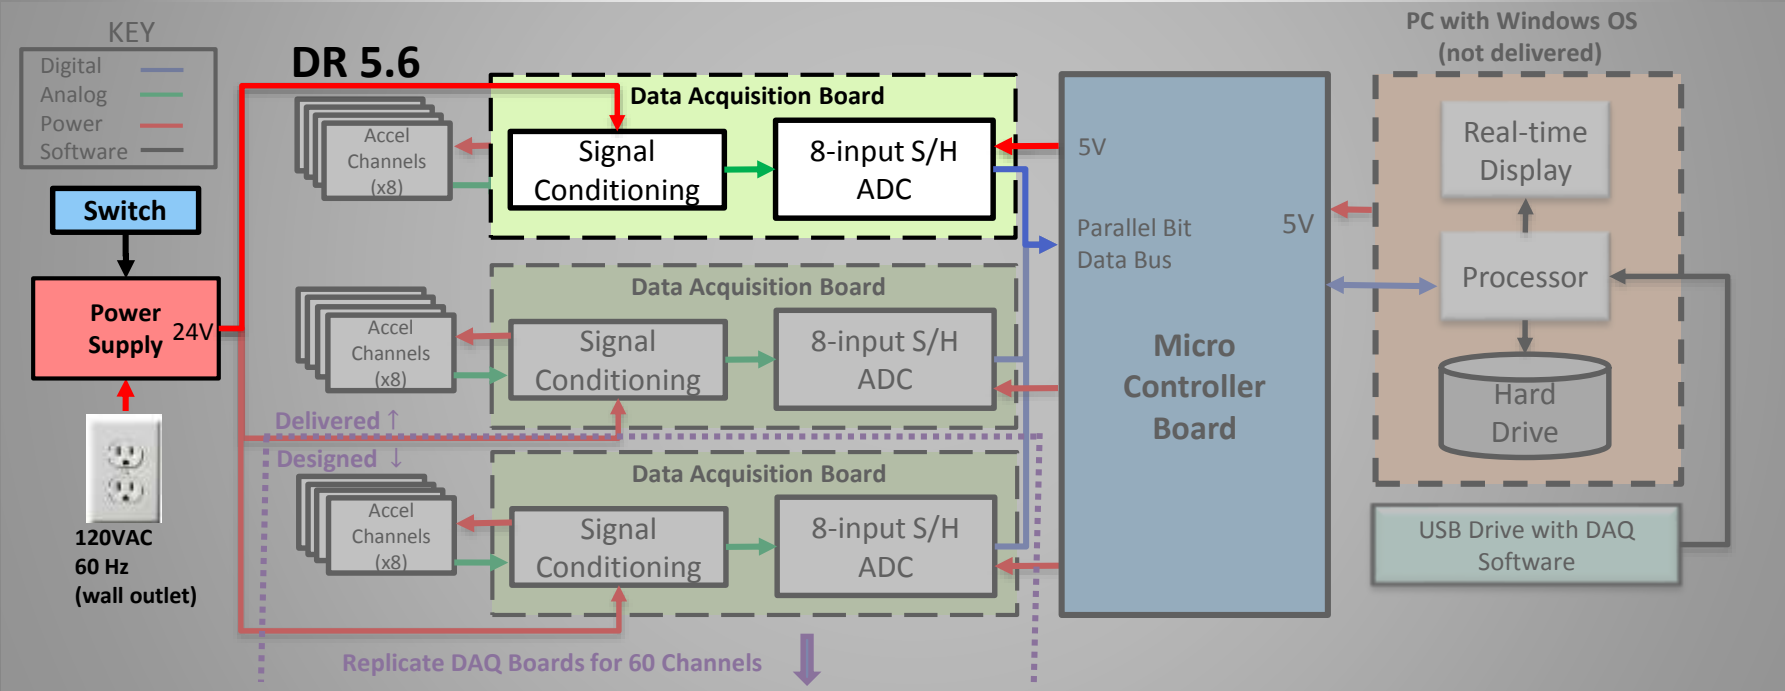 KEY
Digital
Analog
Power
Software
DR 5.6
PC with Windows OS
(not delivered)
Switch
Power
Supply
24V
120VAC
60 Hz
(wall outlet)
Accel
Channels
(x8)
Data Acquisition Board
Signal
Conditioning
8-input S/H
ADC
Accel
Channels
(x8)
Data Acquisition Board
Signal
Conditioning
8-input S/H
ADC
Delivered ↑
Designed ↓
Accel
Channels
(x8)
Data Acquisition Board
Signal
Conditioning
8-input S/H
ADC
Replicate DAQ Boards for 60 Channels
5V
Parallel Bit
Data Bus
5V
Micro
Controller
Board
Real-time
Display
Processor
Hard
Drive
USB Drive with DAQ
Software